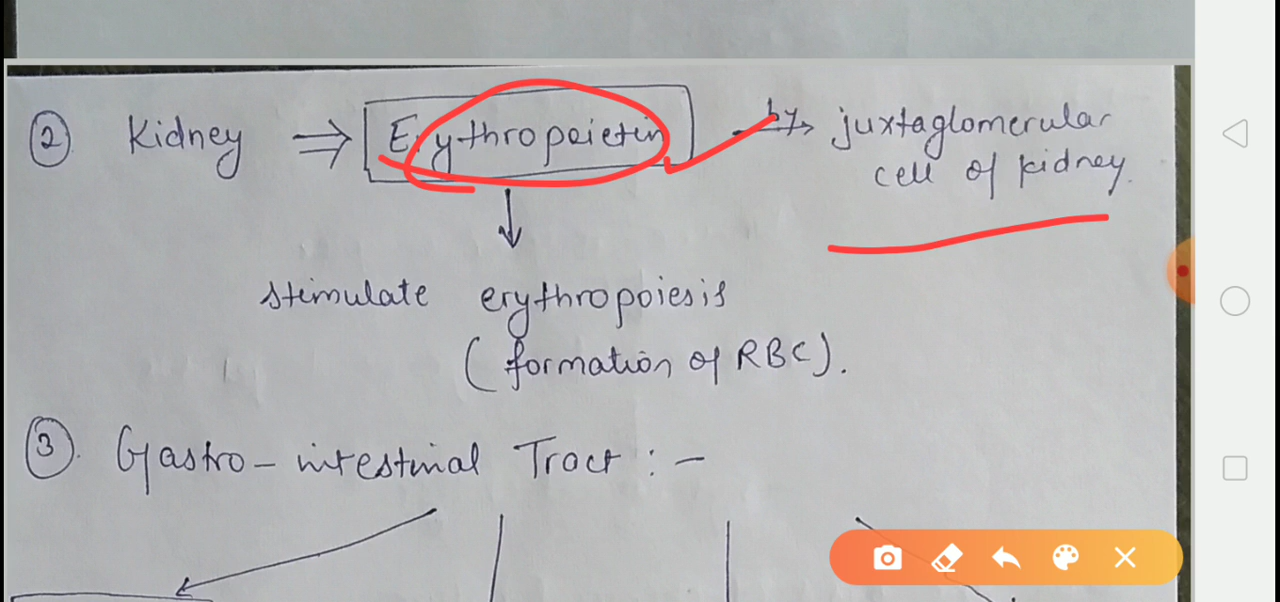 ② Kidney ⇒ Erythropoietin by→ juxtaglomerular
cell of kidney.
↓
stimulate erythropoiesis
(formation of RBC).
③. Gastro-intestinal Tract :-